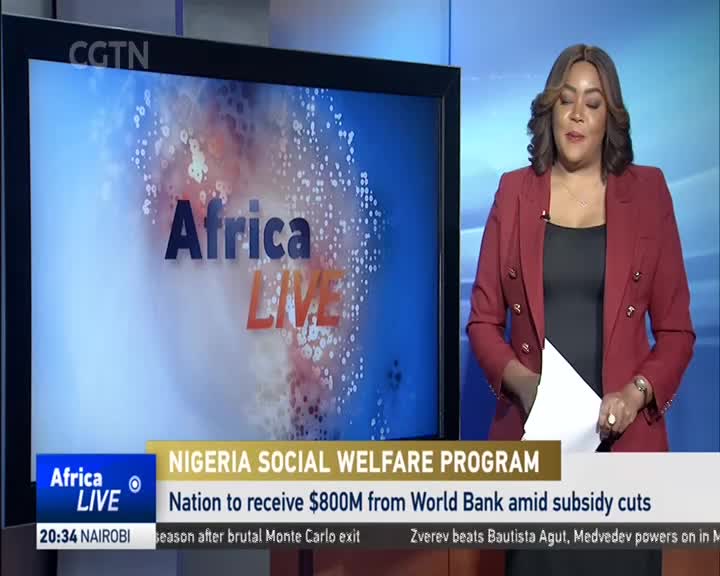 CGTN
Africa
LIVE
NIGERIA SOCIAL WELFARE PROGRAM
Africa
LIVE
Nation to receive $800M from World Bank amid subsidy cuts
20:34 NAIROBI
season after brutal Monte Carlo exit Zverev beats Bautista Agut, Medvedev powers on in M